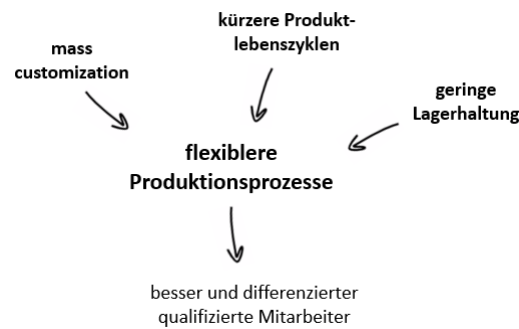 kürzere Produkt-
lebenszyklen
mass
customization
geringe
Lagerhaltung
flexiblere
Produktionsprozesse
besser und differenzierter
qualifizierte Mitarbeiter